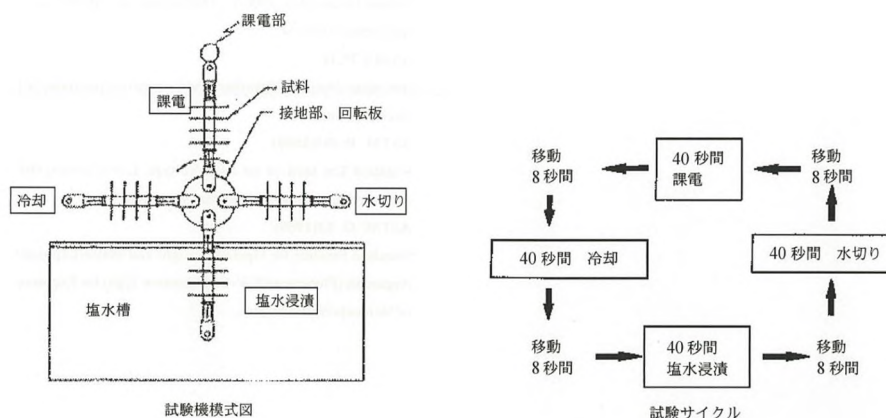 課電部
課電
試料
接地部、回転板
冷却
水切り
塩水槽
塩水浸漬
試験機模式図
移動
8秒間
40秒間
課電
移動
8秒間
40秒間 冷却
40秒間 水切り
移動
8秒間
40秒間
塩水浸漬
移動
8秒間
試験サイクル